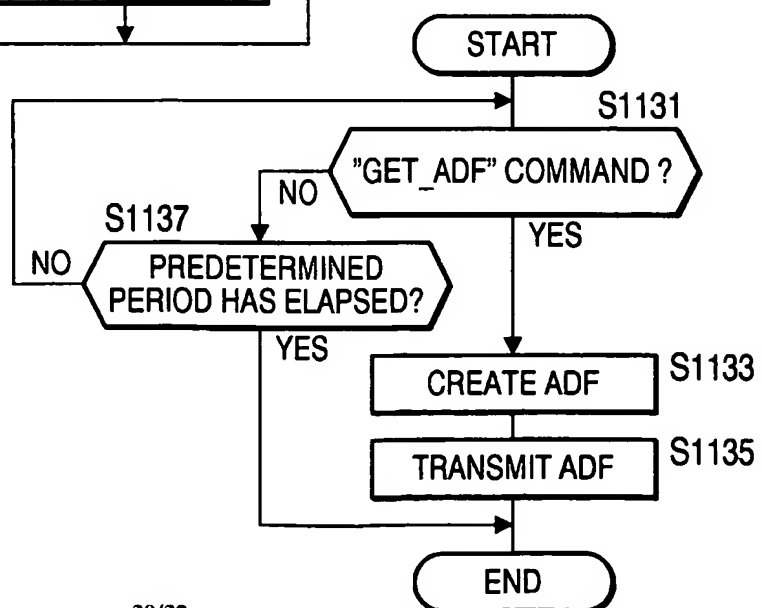 START
S1131
"GET_ADF" COMMAND ?
NO
YES
S1137
NO
PREDETERMINED
PERIOD HAS ELAPSED?
YES
CREATE ADF
S1133
TRANSMIT ADF
S1135
END